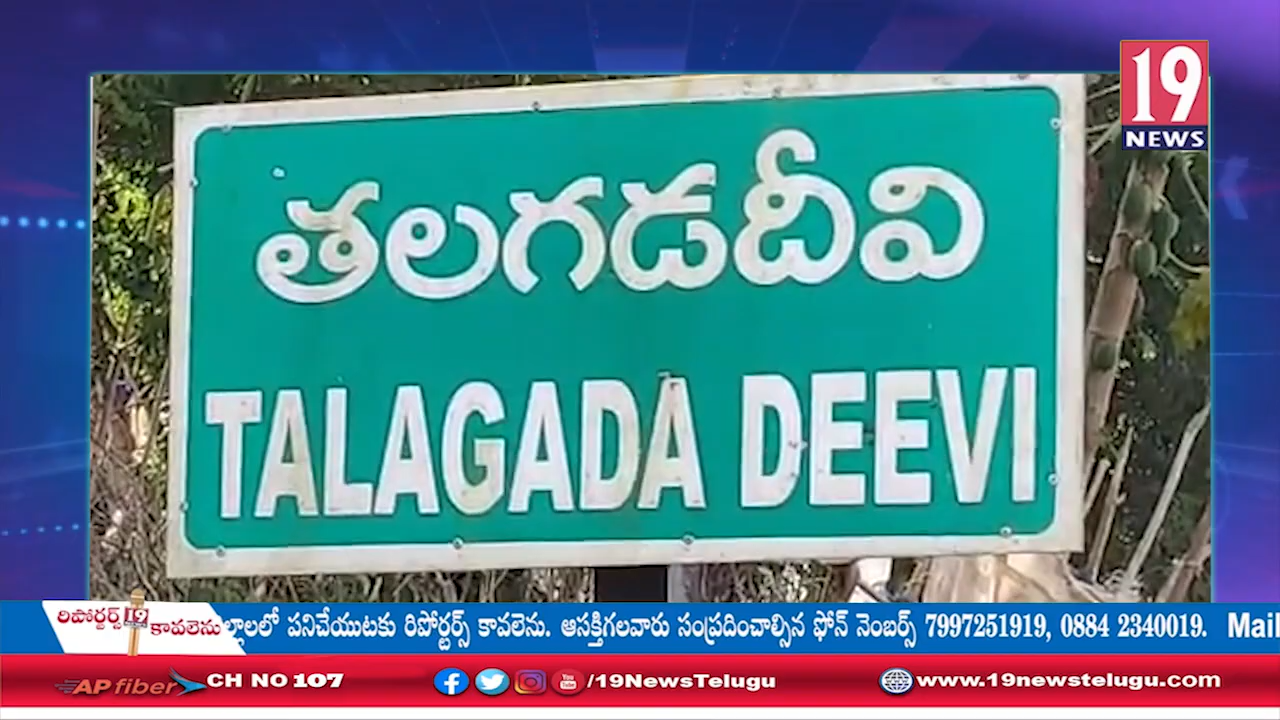 19
NEWS
తలగడదీవి
TALAGADA DEEVI
రిపోర్టర్స్ 19
కావలెను
ల్లాలలో పనిచేయుటకు రిపోర్టర్స్ కావలెను. ఆసక్తిగలవారు సంప్రదించాల్సిన ఫోన్ నెంబర్స్ 7997251919, 0884 2340019. Mail
AP fiber CH NO 107
/19NewsTelugu
www.19newstelugu.com